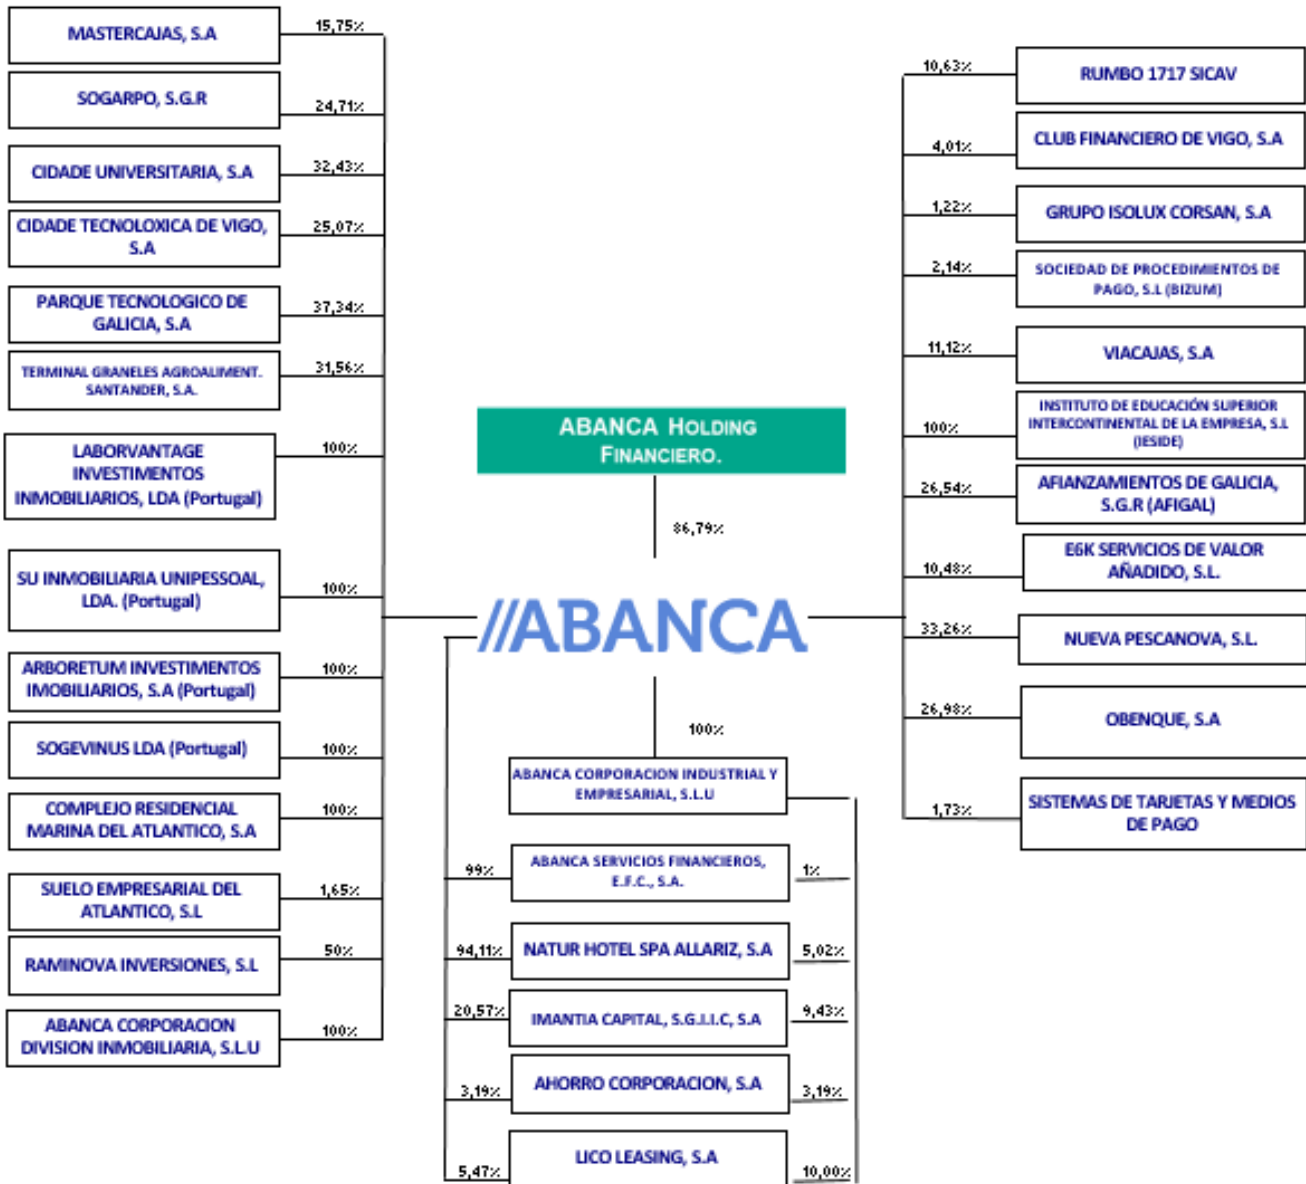 MASTERCAJAS, S.A
15,75%
SOGARPO, S.G.R
24,71%
CIDADE UNIVERSITARIA, S.A
32,43%
CIDADE TECNOLOXICA DE VIGO,
S.A
25,07%
PARQUE TECNOLOGICO DE
GALICIA, S.A
37,34%
TERMINAL GRANELES AGROALIMENT.
SANTANDER, S.A.
31,56%
LABORVANTAGE
INVESTIMENTOS
INMOBILIARIOS, LDA (Portugal)
100%
SU INMOBILIARIA UNIPESSOAL,
LDA. (Portugal)
100%
ARBORETUM INVESTIMENTOS
IMOBILIARIOS, S.A (Portugal)
100%
SOGEVINUS LDA (Portugal)
100%
COMPLEJO RESIDENCIAL
MARINA DEL ATLANTICO, S.A
100%
SUELO EMPRESARIAL DEL
ATLANTICO, S.L
1,65%
RAMINOVA INVERSIONES, S.L
50%
ABANCA CORPORACION
DIVISION INMOBILIARIA, S.L.U
100%
ABANCA HOLDING
FINANCIERO.
86,79%
//ABANCA
100%
ABANCA CORPORACION INDUSTRIAL Y
EMPRESARIAL, S.L.U
99%
ABANCA SERVICIOS FINANCIEROS,
E.F.C., S.A.
1%
94,11%
NATUR HOTEL SPA ALLARIZ, S.A
5,02%
20,57%
IMANTIA CAPITAL, S.G.I.I.C, S.A
9,43%
3,19%
AHORRO CORPORACION, S.A
3,19%
5,47%
LICO LEASING, S.A
10,00%
10,63%
RUMBO 1717 SICAV
4,01%
CLUB FINANCIERO DE VIGO, S.A
1,22%
GRUPO ISOLUX CORSAN, S.A
2,14%
SOCIEDAD DE PROCEDIMIENTOS DE
PAGO, S.L (BIZUM)
11,12%
VIACAJAS, S.A
100%
INSTITUTO DE EDUCACIÓN SUPERIOR
INTERCONTINENTAL DE LA EMPRESA, S.L
(IESIDE)
26,54%
AFIANZAMIENTOS DE GALICIA,
S.G.R (AFIGAL)
10,48%
E6K SERVICIOS DE VALOR
AÑADIDO, S.L.
33,26%
NUEVA PESCANOVA, S.L.
26,98%
OBENQUE, S.A
1,73%
SISTEMAS DE TARJETAS Y MEDIOS
DE PAGO